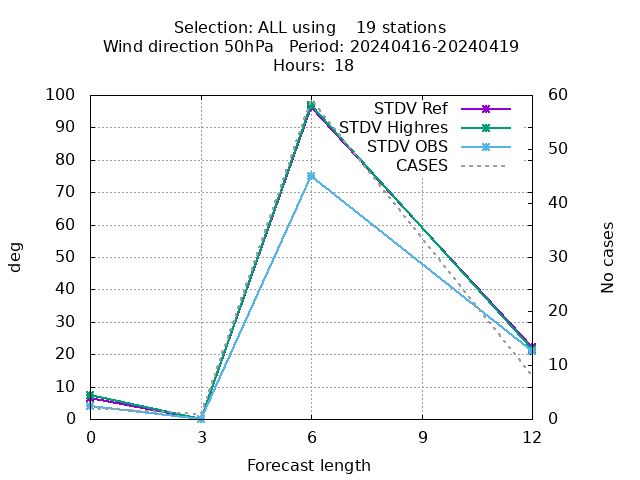 Selection: ALL using    19 stations
Wind direction 50hPa   Period: 20240416-20240419
Hours:  18
100
90
80
70
60
50
40
30
20
10
0
60
50
40
30
20
10
0
STDV Ref
STDV Highres
STDV OBS
CASES
deg
No cases
0 3 6 9 12
Forecast length